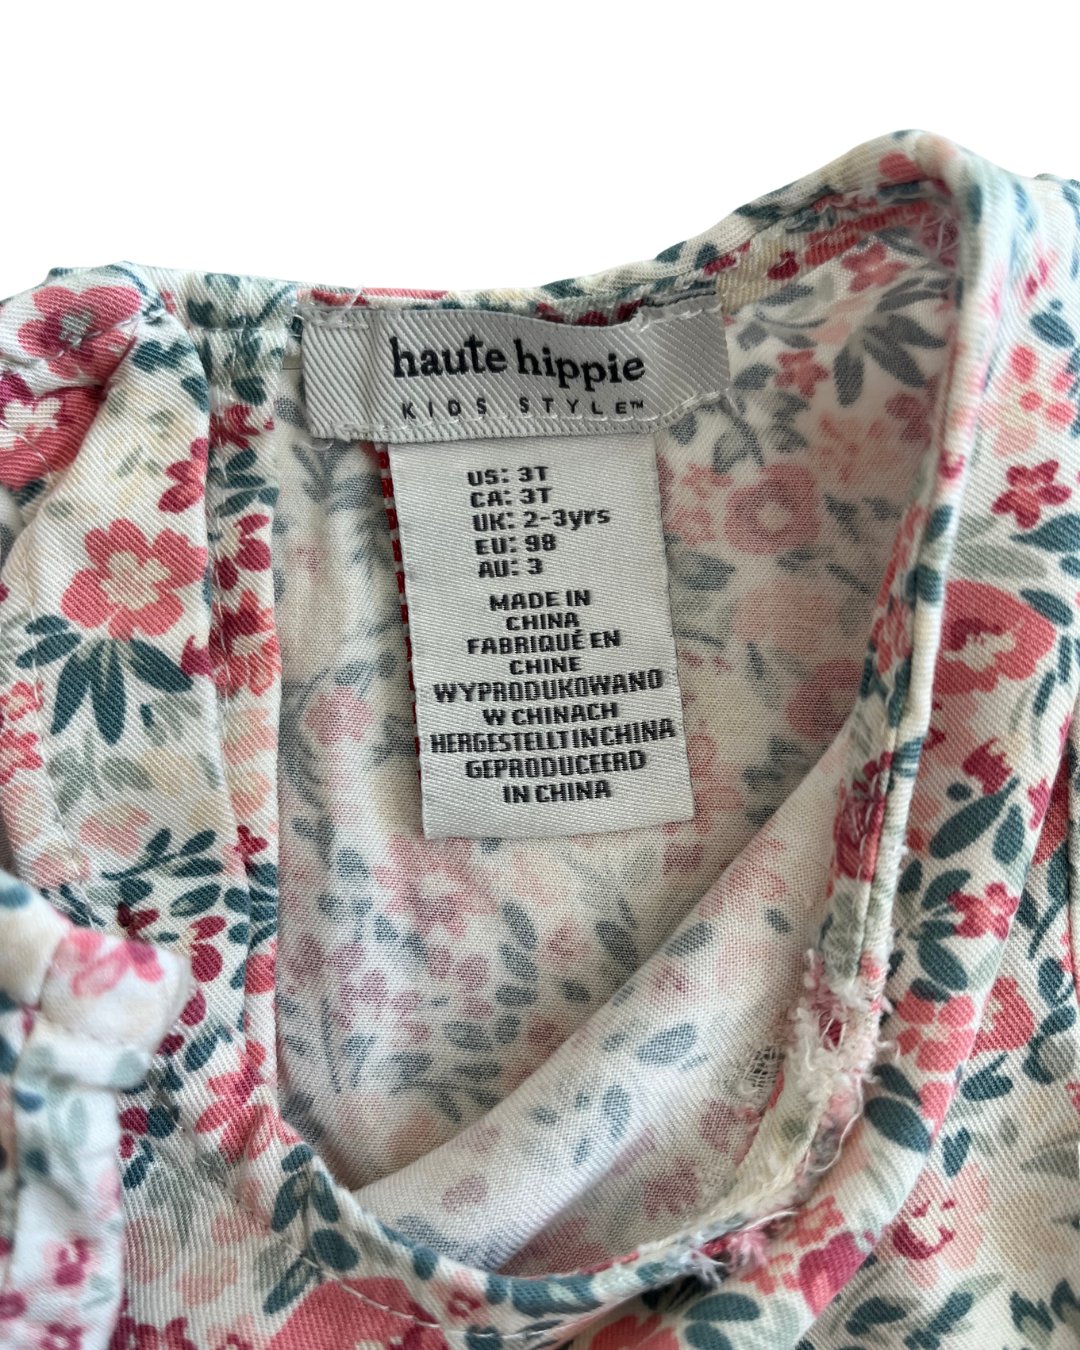 haute hippie
KIDS STYLE™
US: 3T
CA: 3T
UK: 2-3yrs
EU: 98
AU: 3
MADE IN
CHINA
FABRIQUÉ EN
CHINE
WYPRODUKOWANO
W CHINACH
HERGESTELLT IN CHINA
GEPRODUCEERD
IN CHINA